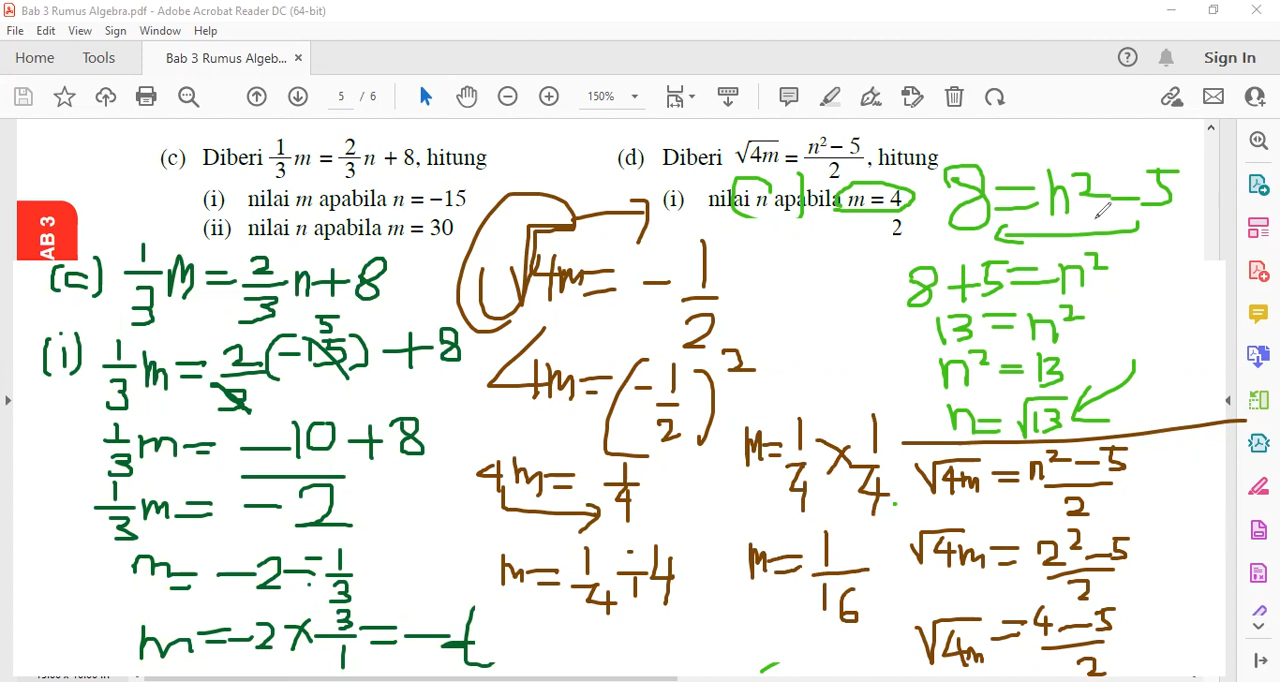 Bab 3 Rumus Algebra.pdf - Adobe Acrobat Reader DC (64-bit)
File Edit View Sign Window Help
Home Tools Bab 3 Rumus Algeb... × Sign In
5 / 6 150%
(c) Diberi 1/3 m = 2/3 n + 8, hitung
(i) nilai m apabila n = −15
(ii) nilai n apabila m = 30
(d) Diberi √4m = (n² − 5)/2, hitung
(i) nilai n apabila m = 4
2
AB 3
(c) 1/3 m = 2/3 n + 8
(i) 1/3 m = 2/3 (−15) + 8
5
1/3 m = −10 + 8
1/3 m = −2
m = −2 ÷ 1/3
m = −2 × 3/1 = −
√4m = − 1/2
4m = (− 1/2)²
4m = 1/4
m = 1/4 ÷ 4
m = 1/4 × 1/4
m = 1/16
8 = n2 − 5
8 + 5 = n²
13 = n²
n² = 13
n = √13
√4m = (n² − 5)/2
√4m = (2² − 5)/2
√4m = (4 − 5)/2